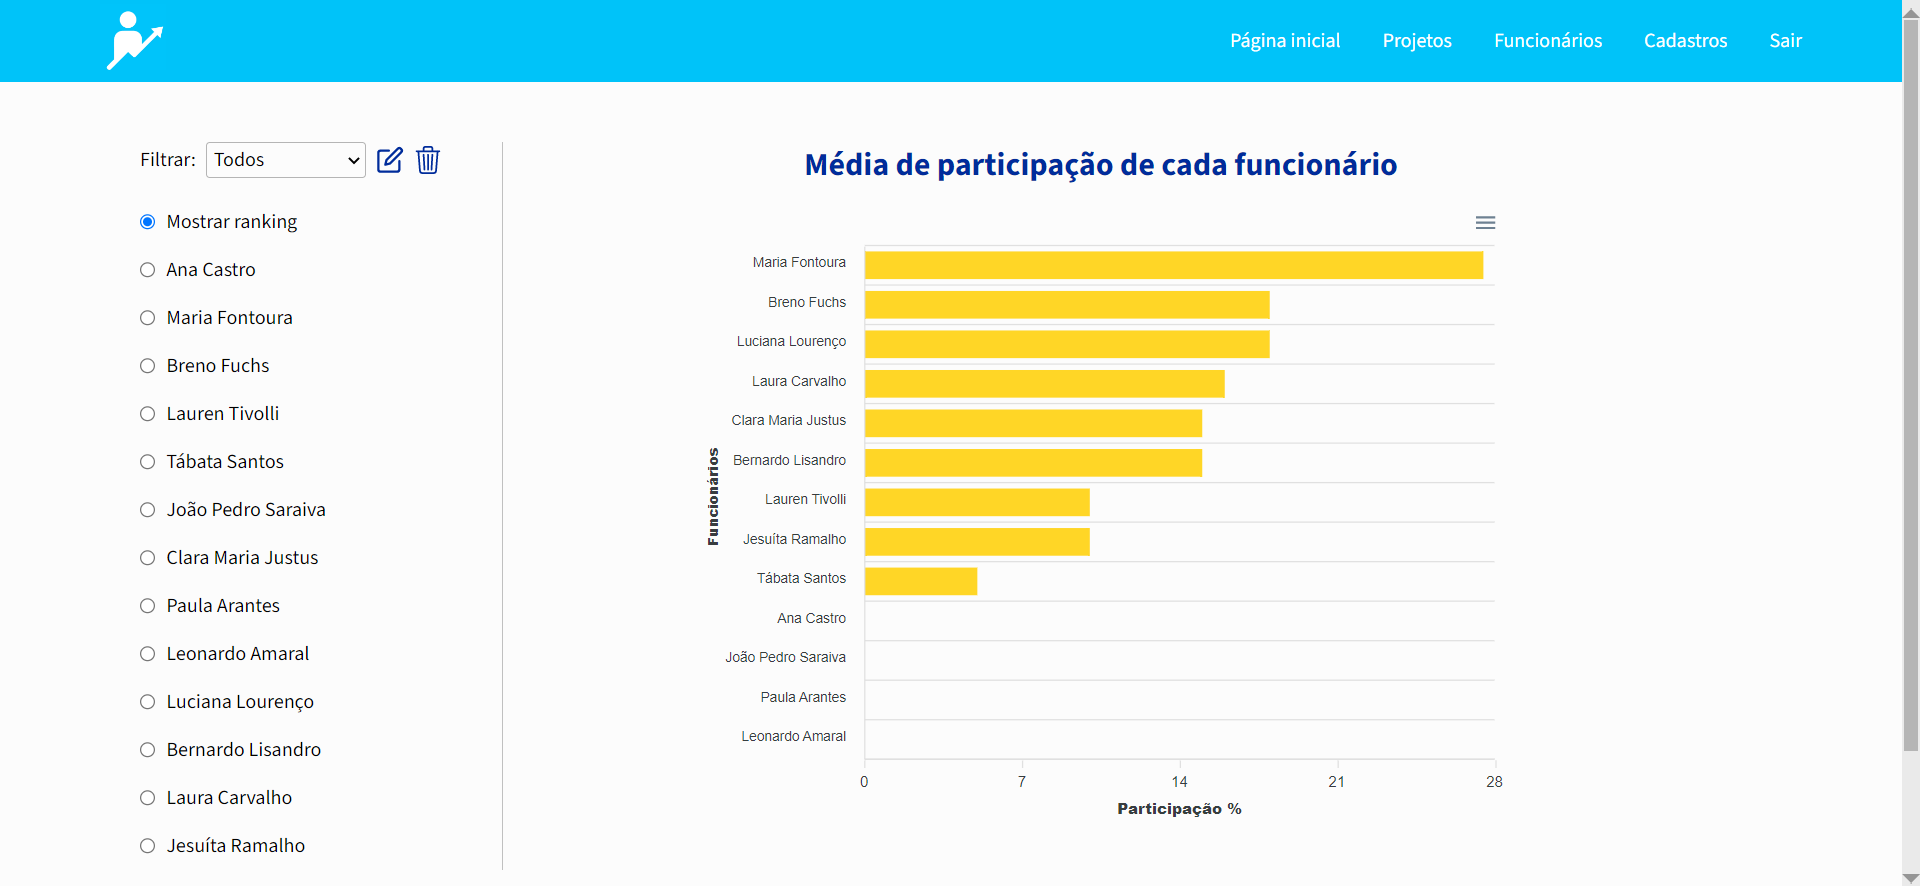 Página inicial Projetos Funcionários Cadastros Sair
Filtrar: Todos
Mostrar ranking
Ana Castro
Maria Fontoura
Breno Fuchs
Lauren Tivolli
Tábata Santos
João Pedro Saraiva
Clara Maria Justus
Paula Arantes
Leonardo Amaral
Luciana Lourenço
Bernardo Lisandro
Laura Carvalho
Jesuíta Ramalho
Média de participação de cada funcionário
Funcionários
Maria Fontoura
Breno Fuchs
Luciana Lourenço
Laura Carvalho
Clara Maria Justus
Bernardo Lisandro
Lauren Tivolli
Jesuíta Ramalho
Tábata Santos
Ana Castro
João Pedro Saraiva
Paula Arantes
Leonardo Amaral
0 7 14 21 28
Participação %